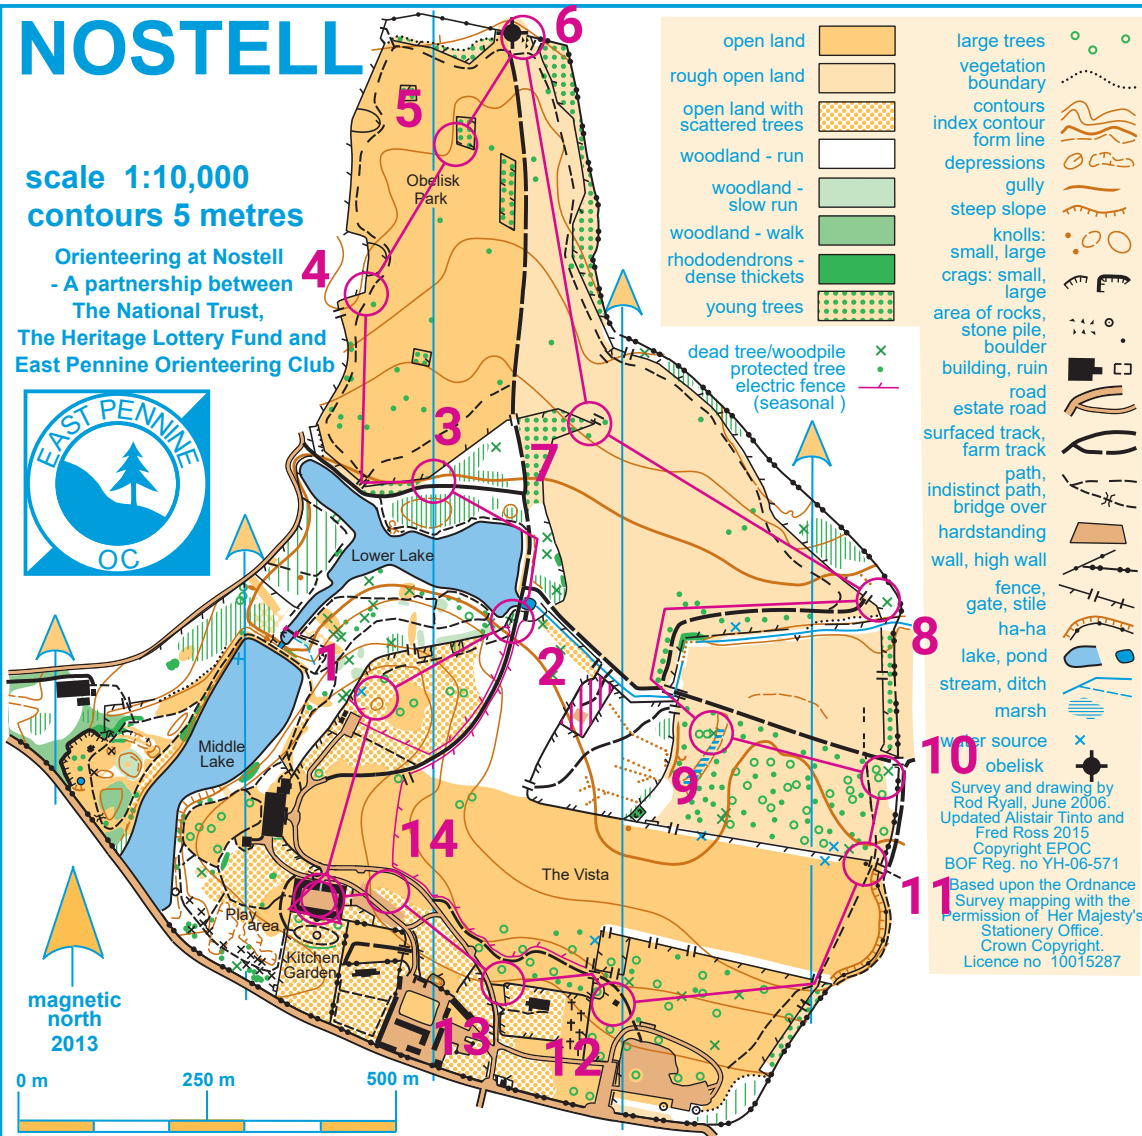 NOSTELL
scale 1:10,000
contours 5 metres
Orienteering at Nostell
- A partnership between
The National Trust,
The Heritage Lottery Fund and
East Pennine Orienteering Club
EAST PENNINE
OC
open land
rough open land
open land with
scattered trees
woodland - run
woodland -
slow run
woodland - walk
rhododendrons -
dense thickets
young trees
dead tree/woodpile
protected tree
electric fence
(seasonal )
large trees
vegetation
boundary
contours
index contour
form line
depressions
gully
steep slope
knolls:
small, large
crags: small,
large
area of rocks,
stone pile,
boulder
building, ruin
road
estate road
surfaced track,
farm track
path,
indistinct path,
bridge over
hardstanding
wall, high wall
fence,
gate, stile
ha-ha
lake, pond
stream, ditch
marsh
water source
obelisk
Survey and drawing by
Rod Ryall, June 2006.
Updated Alistair Tinto and
Fred Ross 2015
Copyright EPOC
BOF Reg. no YH-06-571
Based upon the Ordnance
Survey mapping with the
Permission of Her Majesty's
Stationery Office.
Crown Copyright.
Licence no 10015287
6
5
Obelisk
Park
4
3
7
Lower Lake
1
2
8
Middle
Lake
9
10
14
The Vista
11
Play
area
Kitchen
Garden
13
12
magnetic
north
2013
0 m
250 m
500 m